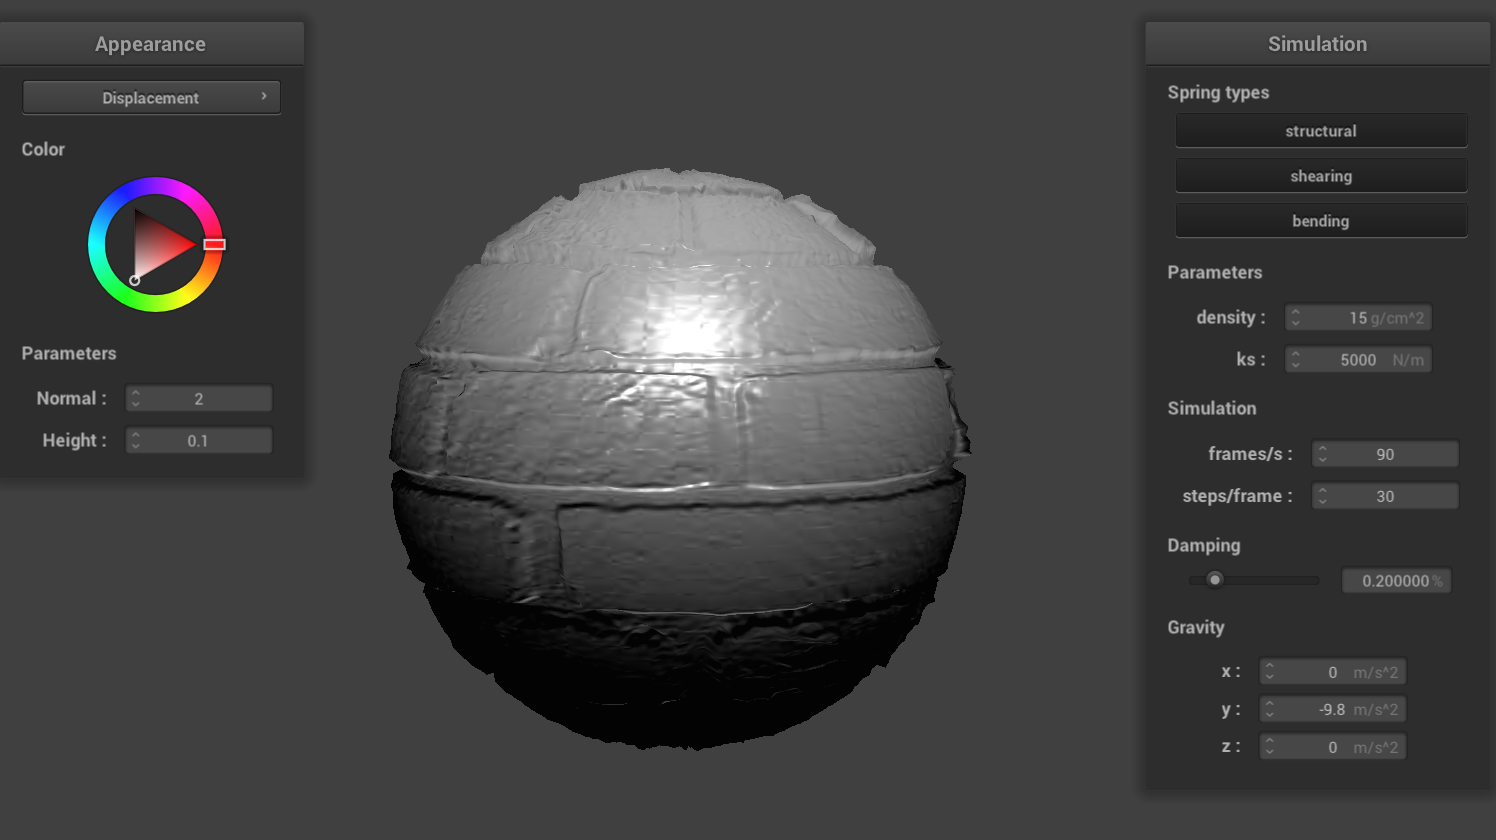 Appearance
Displacement
Color
Parameters
Normal : 2
Height : 0.1
Simulation
Spring types
structural
shearing
bending
Parameters
density : 15 g/cm^2
ks : 5000 N/m
Simulation
frames/s : 90
steps/frame : 30
Damping
0.200000 %
Gravity
x : 0 m/s^2
y : -9.8 m/s^2
z : 0 m/s^2